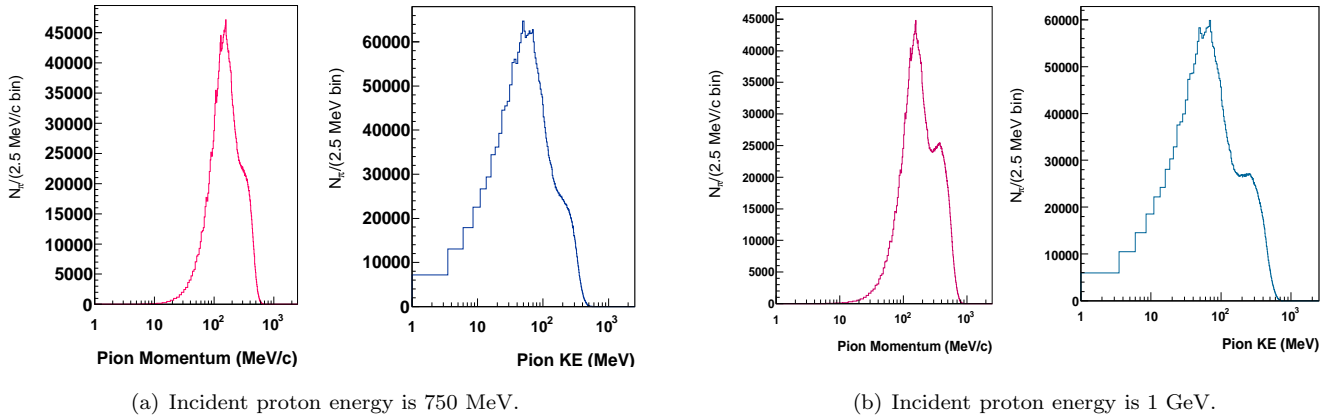 45000
40000
35000
30000
25000
20000
15000
10000
5000
0
N_π/(2.5 MeV/c bin)
1 10 10² 10³
Pion Momentum (MeV/c)
60000
50000
40000
30000
20000
10000
0
N_π/(2.5 MeV bin)
1 10 10² 10³
Pion KE (MeV)
(a) Incident proton energy is 750 MeV.
45000
40000
35000
30000
25000
20000
15000
10000
5000
0
N_π/(2.5 MeV/c bin)
1 10 10² 10³
Pion Momentum (MeV/c)
60000
50000
40000
30000
20000
10000
0
N_π/(2.5 MeV bin)
1 10 10² 10³
Pion KE (MeV)
(b) Incident proton energy is 1 GeV.